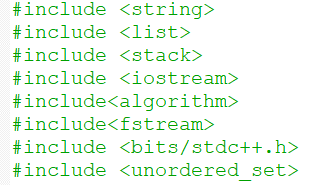 #include <string>
#include <list>
#include <stack>
#include <iostream>
#include<algorithm>
#include<fstream>
#include <bits/stdc++.h>
#include <unordered_set>